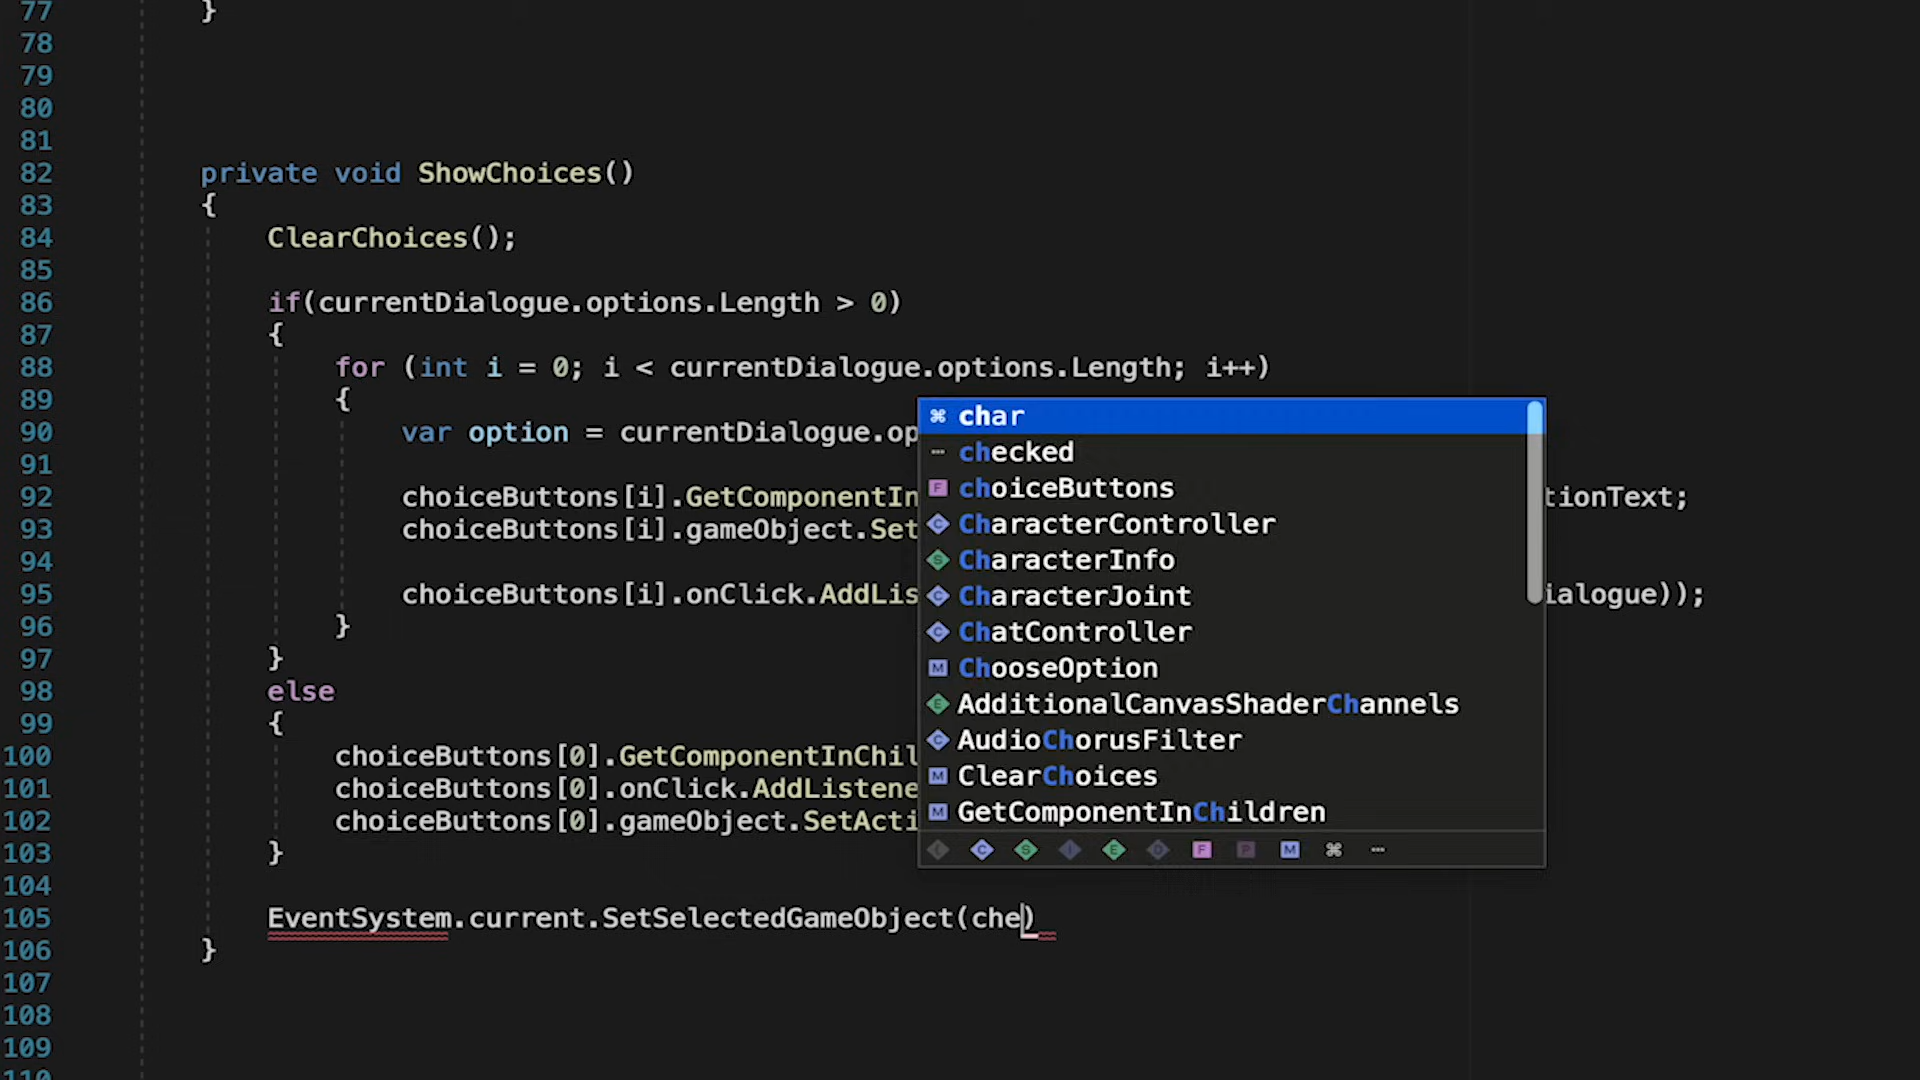 77 }
78
79
80
81
82 private void ShowChoices()
83 {
84 ClearChoices();
85
86 if(currentDialogue.options.Length > 0)
87 {
88 for (int i = 0; i < currentDialogue.options.Length; i++)
89 {
90 var option = currentDialogue.op
91
92 choiceButtons[i].GetComponentIn tionText;
93 choiceButtons[i].gameObject.Set
94
95 choiceButtons[i].onClick.AddLis ialogue));
96 }
97 }
98 else
99 {
100 choiceButtons[0].GetComponentInChil
101 choiceButtons[0].onClick.AddListene
102 choiceButtons[0].gameObject.SetActi
103 }
104
105 EventSystem.current.SetSelectedGameObject(che)
106 }
107
108
109
110
char
checked
F choiceButtons
C CharacterController
S CharacterInfo
C CharacterJoint
C ChatController
M ChooseOption
E AdditionalCanvasShaderChannels
C AudioChorusFilter
M ClearChoices
M GetComponentInChildren
C S I E D F P M